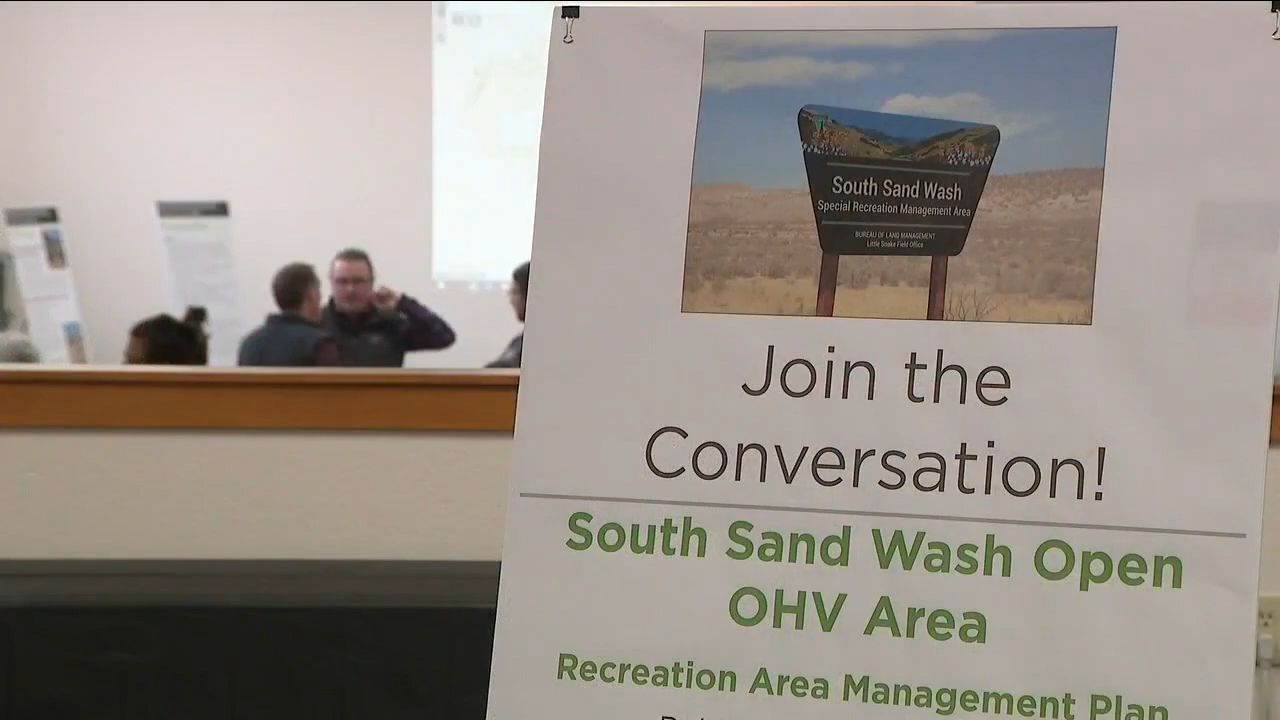 South Sand Wash
Special Recreation Management Area
BUREAU OF LAND MANAGEMENT
Little Snake Field Office
Join the
Conversation!
South Sand Wash Open
OHV Area
Recreation Area Management Plan